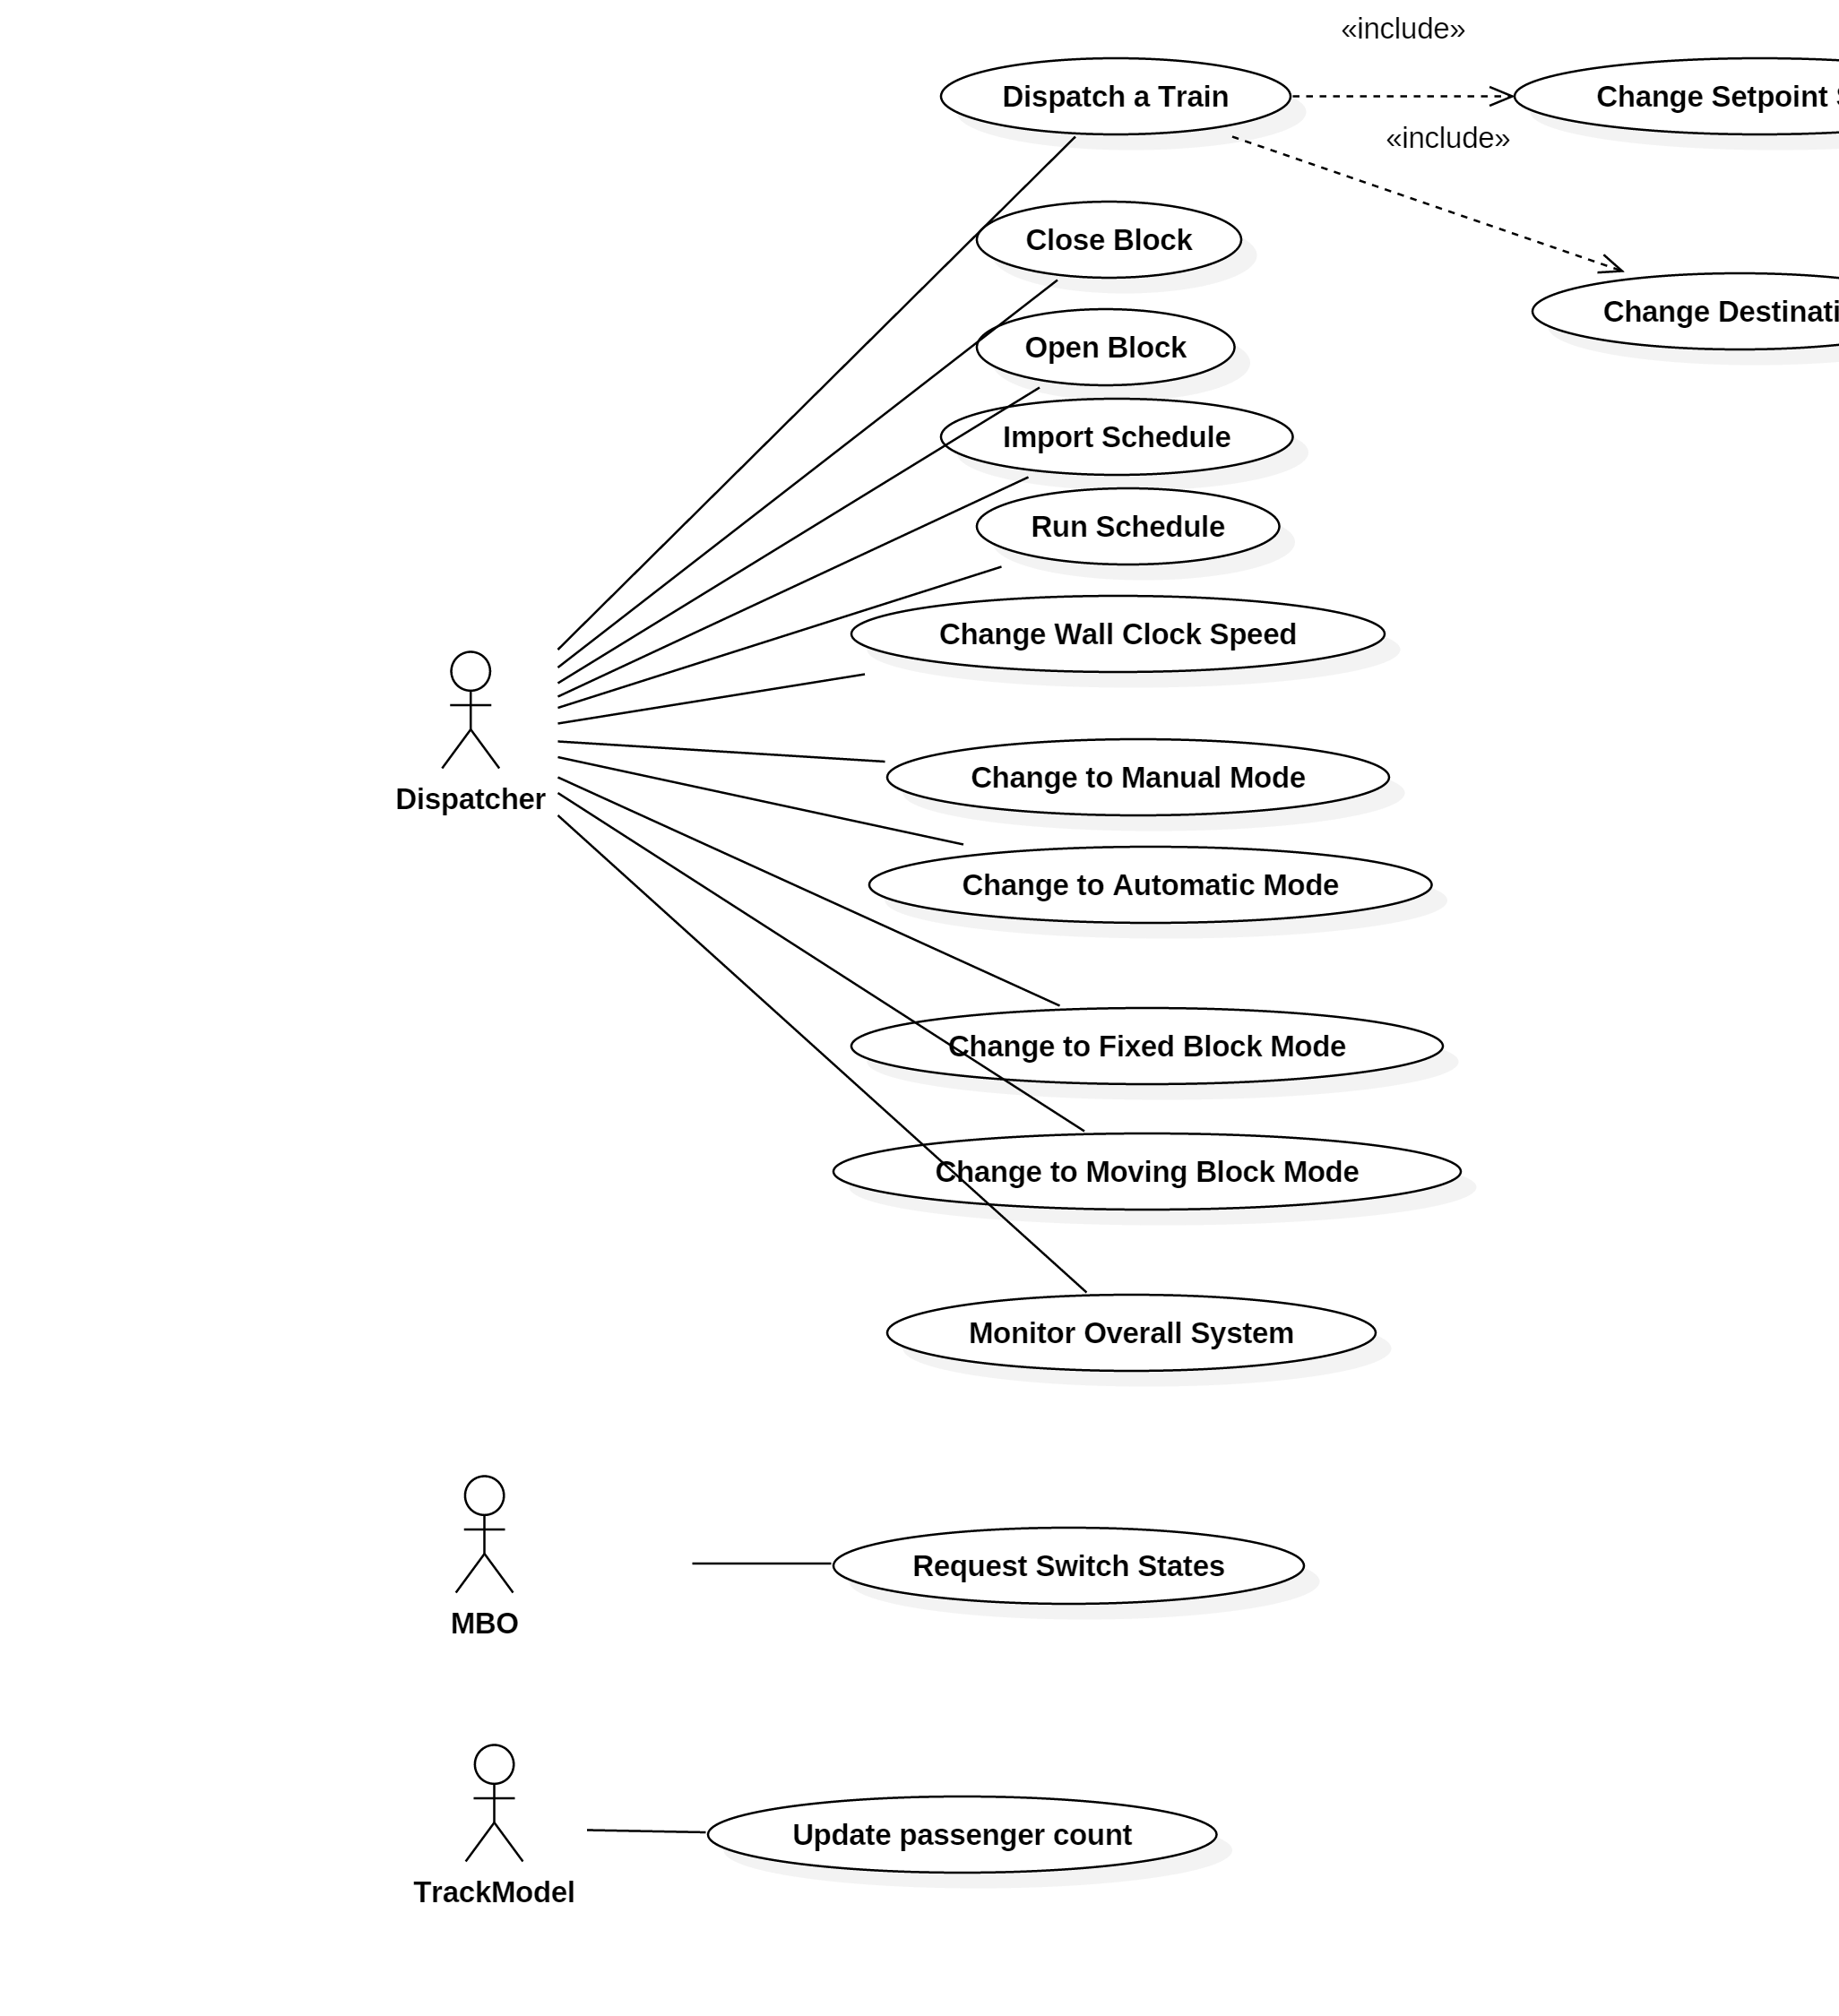 «include»
Dispatch a Train
Change Setpoint
«include»
Close Block
Change
Open Block
Import Schedule
Run Schedule
Change Wall Clock Speed
Dispatcher
Change to Manual Mode
Change to Automatic Mode
Change to Fixed Block Mode
Change to Moving Block Mode
Monitor Overall System
MBO
Request Switch States
TrackModel
Update passenger count